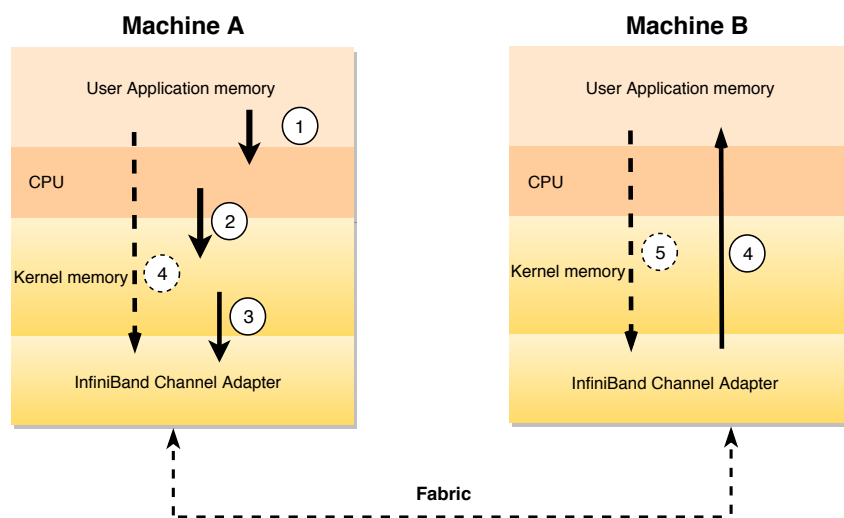 Machine A
Machine B
User Application memory
User Application memory
1
CPU
CPU
2
Kernel memory
4
3
Kernel memory
5
4
InfiniBand Channel Adapter
InfiniBand Channel Adapter
Fabric